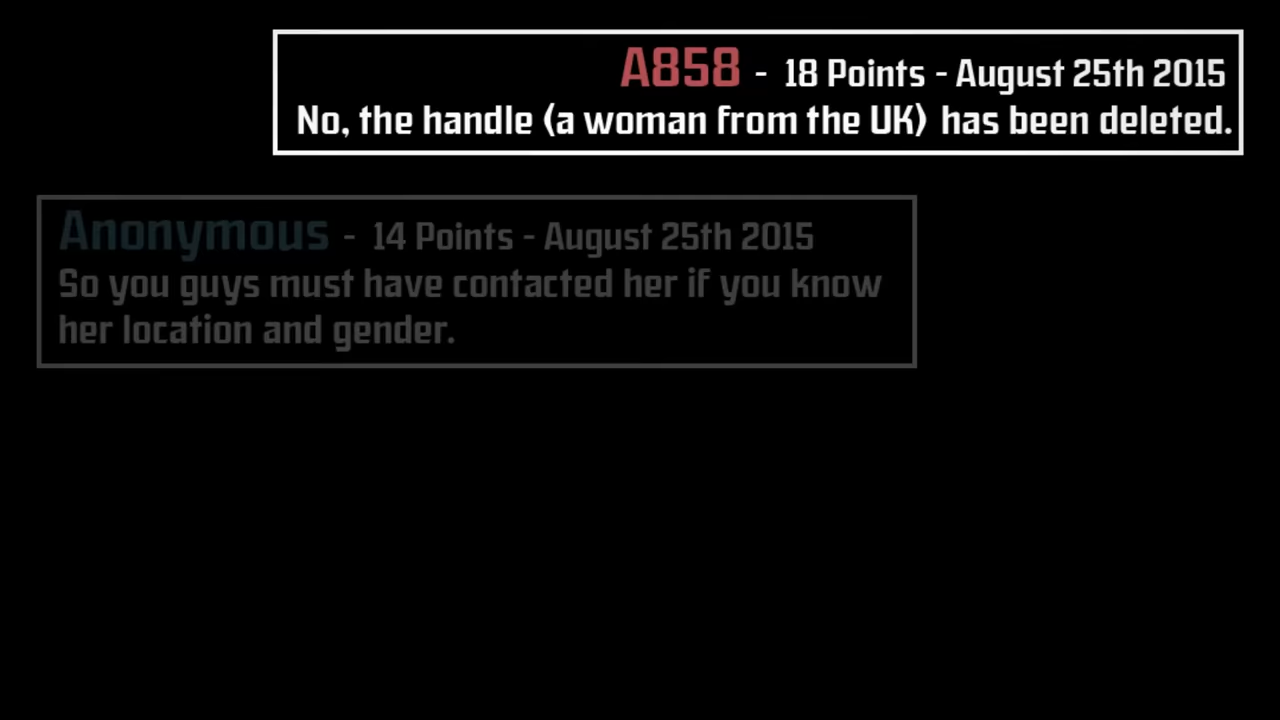 A858 - 18 Points - August 25th 2015
No, the handle (a woman from the UK) has been deleted.
Anonymous - 14 Points - August 25th 2015
So you guys must have contacted her if you know
her location and gender.